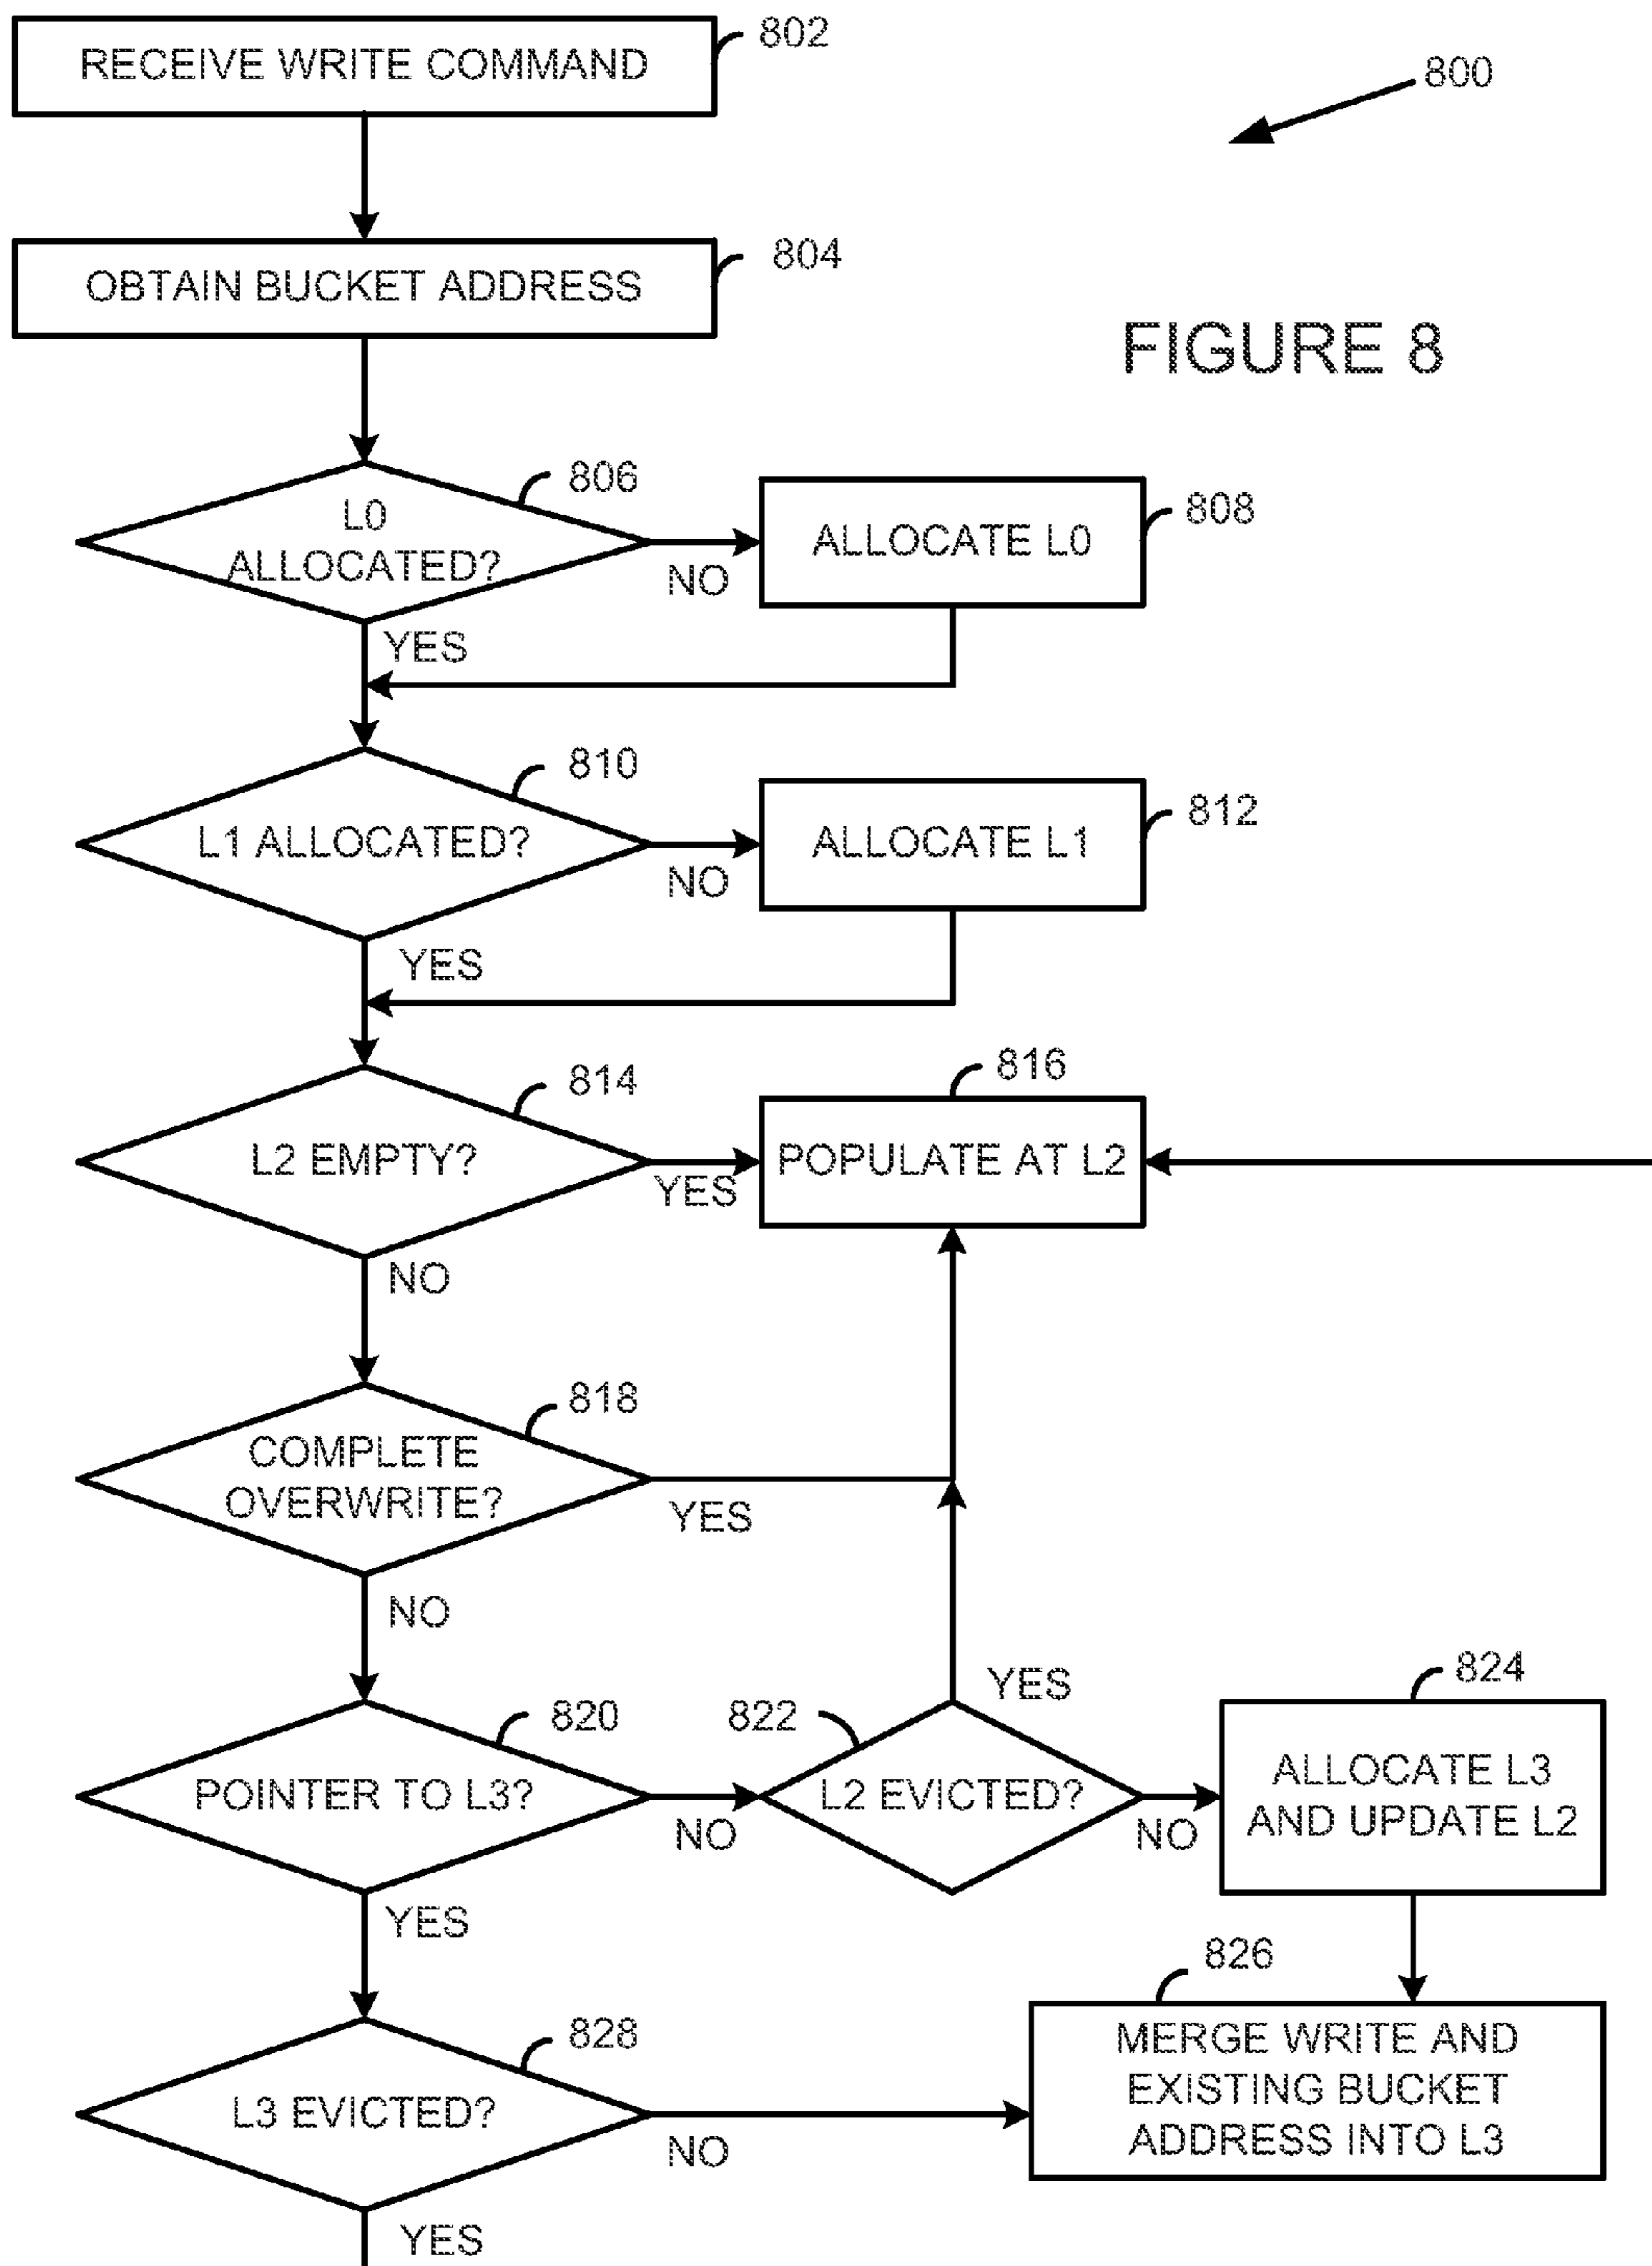 RECEIVE WRITE COMMAND
802
800
OBTAIN BUCKET ADDRESS
804
FIGURE 8
L0
ALLOCATED?
806
NO
ALLOCATE L0
808
YES
L1 ALLOCATED?
810
NO
ALLOCATE L1
812
YES
L2 EMPTY?
814
YES
POPULATE AT L2
816
NO
COMPLETE
OVERWRITE?
818
YES
NO
POINTER TO L3?
820
NO
L2 EVICTED?
822
YES
NO
ALLOCATE L3
AND UPDATE L2
824
YES
MERGE WRITE AND
EXISTING BUCKET
ADDRESS INTO L3
826
L3 EVICTED?
828
NO
YES